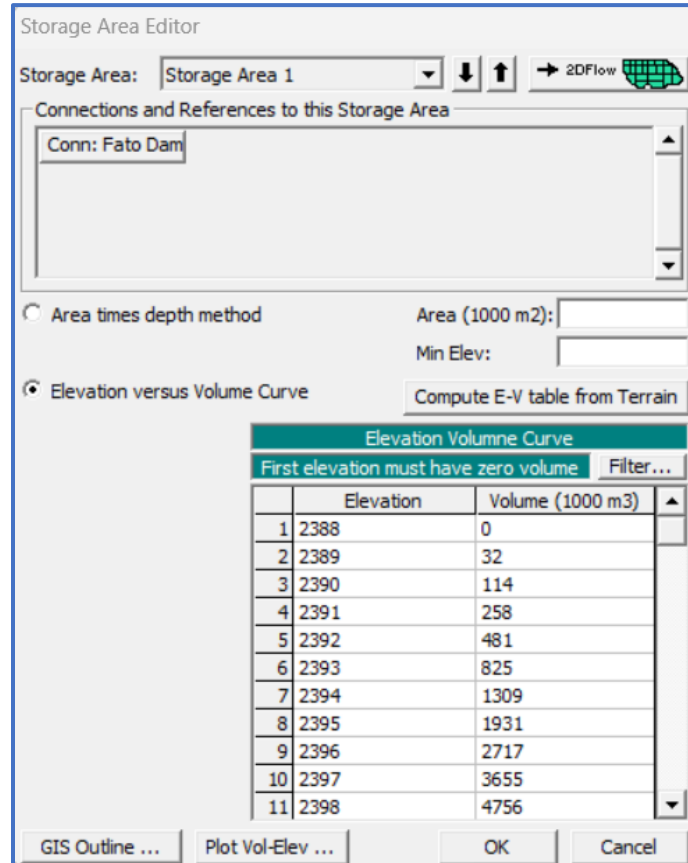 Storage Area Editor
Storage Area: Storage Area 1 2DFlow
Connections and References to this Storage Area
Conn: Fato Dam
Area times depth method Area (1000 m2):
Min Elev:
Elevation versus Volume Curve Compute E-V table from Terrain
Elevation Volumne Curve
First elevation must have zero volume Filter...
Elevation Volume (1000 m3)
1 2388 0
2 2389 32
3 2390 114
4 2391 258
5 2392 481
6 2393 825
7 2394 1309
8 2395 1931
9 2396 2717
10 2397 3655
11 2398 4756
GIS Outline ... Plot Vol-Elev ... OK Cancel